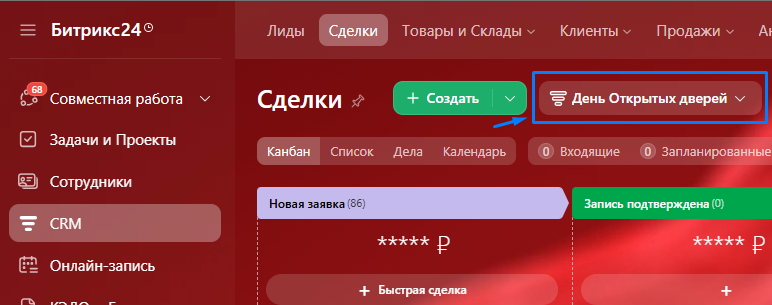 Битрикс24
Лиды Сделки Товары и Склады Клиенты Продажи
68
Совместная работа
Сделки + Создать День Открытых дверей
Задачи и Проекты
Канбан Список Дела Календарь 0 Входящие 0 Запланированные
Сотрудники
Новая заявка (86) Запись подтверждена (0)
CRM
***** ₽ ***** ₽
Онлайн-запись
+ Быстрая сделка +